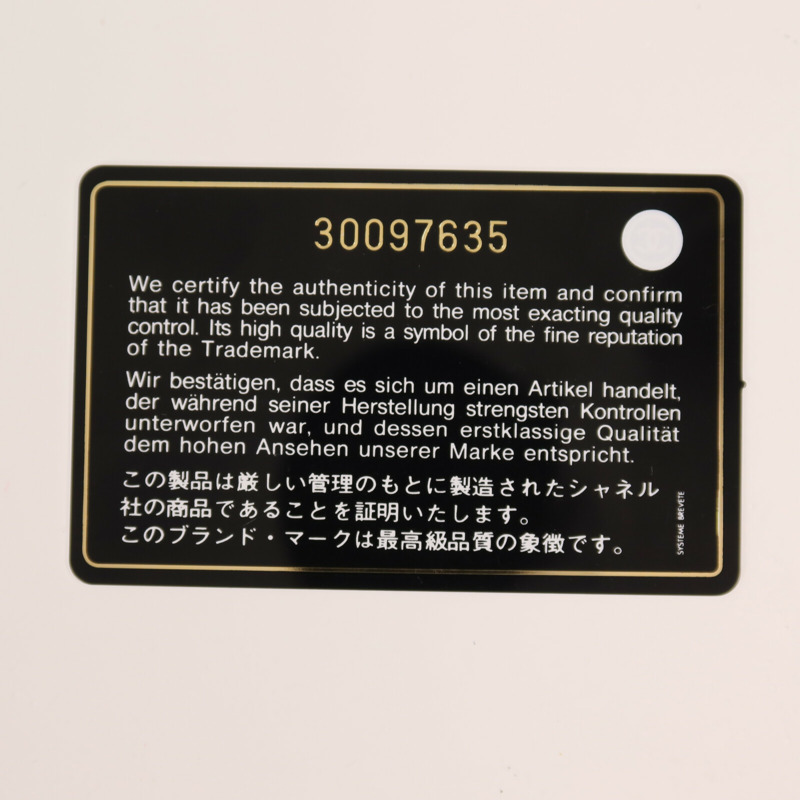 30097635
We certify the authenticity of this item and confirm
that it has been subjected to the most exacting quality
control. Its high quality is a symbol of the fine reputation
of the Trademark.
Wir bestätigen, dass es sich um einen Artikel handelt,
der während seiner Herstellung strengsten Kontrollen
unterworfen war, und dessen erstklassige Qualität
dem hohen Ansehen unserer Marke entspricht.
この製品は厳しい管理のもとに製造されたシャネル
社の商品であることを証明いたします。
このブランド・マークは最高級品質の象徴です。
SYSTEME BREVETE